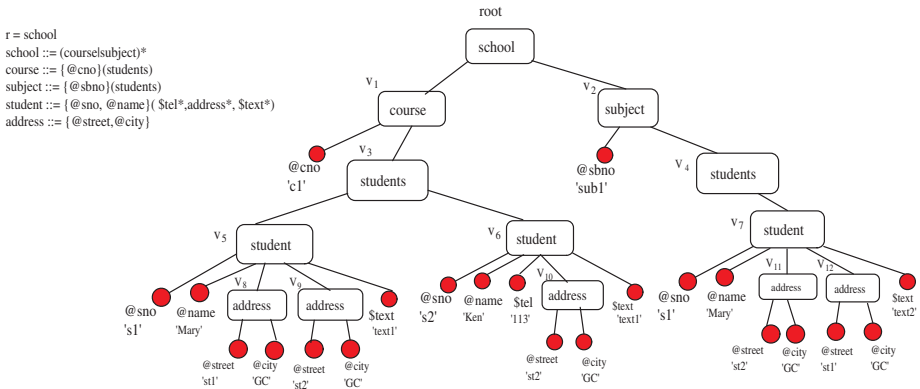 root
r = school
school ::= (course|subject)*
course ::= {@cno}(students)
subject ::= {@sbno}(students)
student ::= {@sno, @name}( $tel*,address*, $text*)
address ::= {@street,@city}
school
v1
v2
course
subject
@cno
'c1'
v3
@sbno
'sub1'
v4
students
students
v5
student
v6
student
v7
student
v8
v9
v10
v11
v12
@sno
's1'
@name
'Mary'
address
address
$text
'text1'
@sno
's2'
@name
'Ken'
$tel
'113'
address
$text
'text1'
@sno
's1'
@name
'Mary'
address
address
$text
'text2'
@street
'st1'
@city
'GC'
@street
'st2'
@city
'GC'
@street
'st2'
@city
'GC'
@street
'st2'
@city
'GC'
@street
'st1'
@city
'GC'